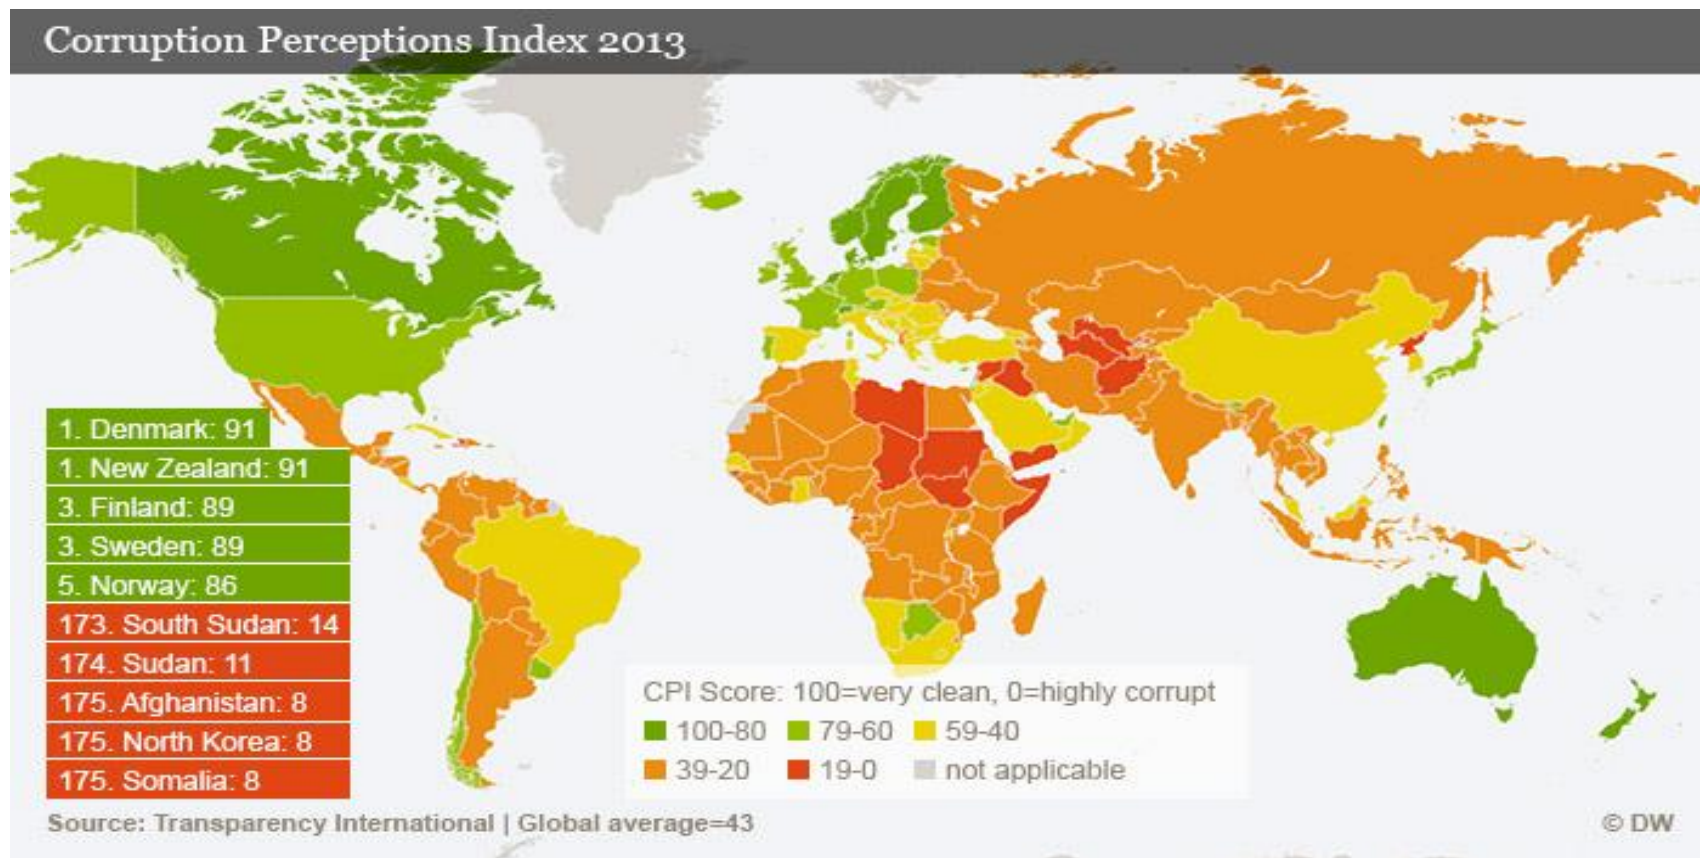 Corruption Perceptions Index 2013
1. Denmark: 91
1. New Zealand: 91
3. Finland: 89
3. Sweden: 89
5. Norway: 86
173. South Sudan: 14
174. Sudan: 11
175. Afghanistan: 8
175. North Korea: 8
175. Somalia: 8
CPI Score: 100=very clean, 0=highly corrupt
100-80 79-60 59-40
39-20 19-0 not applicable
Source: Transparency International | Global average=43
© DW